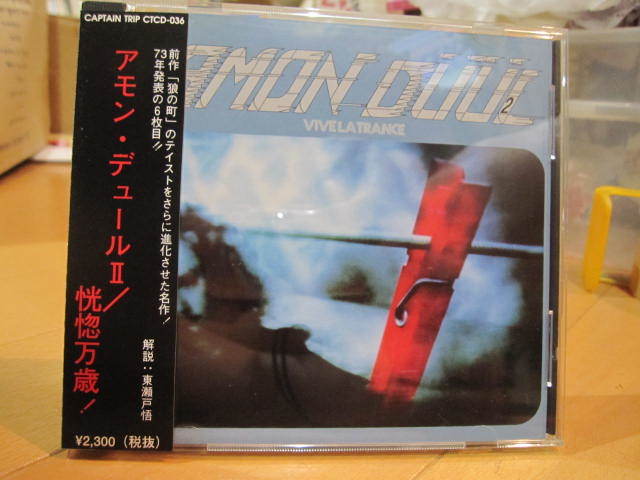 CAPTAIN TRIP CTCD-036
前作「狼の町」のテイストをさらに進化させた名作!
73年発表の6枚目!!
アモン・デュールII/
恍惚万歳!
解説:東瀬戸悟
¥2,300 (税抜)
MON DÜÜL
2
VIVE LA TRANCE